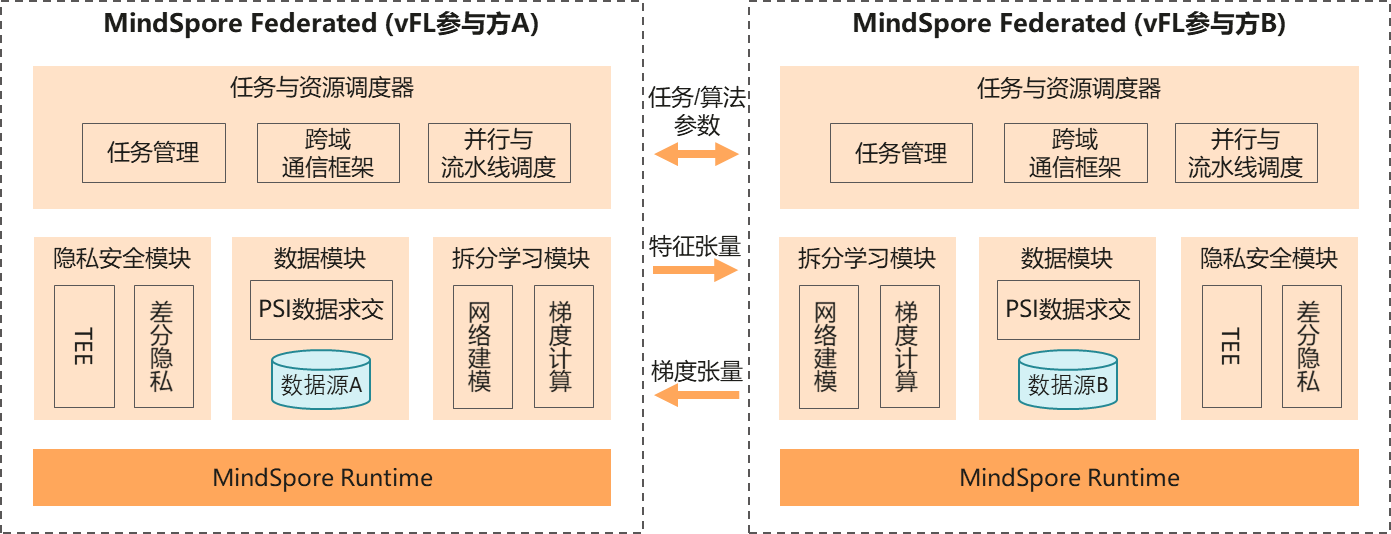 MindSpore Federated (vFL参与方A)
任务与资源调度器
任务管理
跨域
通信框架
并行与
流水线调度
隐私安全模块
TEE
差分隐私
数据模块
PSI数据求交
数据源A
拆分学习模块
网络建模
梯度计算
MindSpore Runtime
任务/算法
参数
特征张量
梯度张量
MindSpore Federated (vFL参与方B)
任务与资源调度器
任务管理
跨域
通信框架
并行与
流水线调度
拆分学习模块
网络建模
梯度计算
数据模块
PSI数据求交
数据源B
隐私安全模块
TEE
差分隐私
MindSpore Runtime